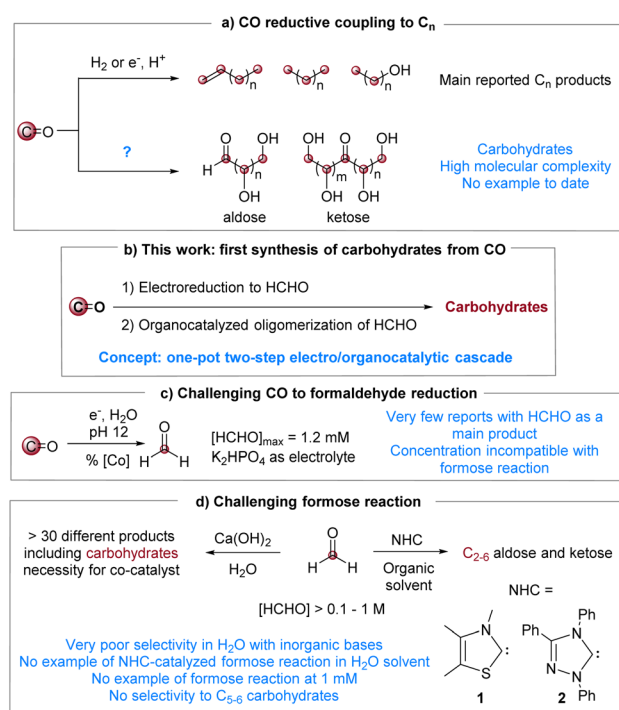 a) CO reductive coupling to Cn
H2 or e-, H+
n
n
OH
n
Main reported Cn products
C=O
?
O
OH
H
n
OH
aldose
OH
O
OH
m
n
OH
OH
ketose
Carbohydrates
High molecular complexity
No example to date
b) This work: first synthesis of carbohydrates from CO
C=O
1) Electroreduction to HCHO
2) Organocatalyzed oligomerization of HCHO
Carbohydrates
Concept: one-pot two-step electro/organocatalytic cascade
c) Challenging CO to formaldehyde reduction
C=O
e-, H2O
pH 12
% [Co]
O
H
H
[HCHO]max = 1.2 mM
K2HPO4 as electrolyte
Very few reports with HCHO as a
main product
Concentration incompatible with
formose reaction
d) Challenging formose reaction
> 30 different products
including carbohydrates
necessity for co-catalyst
Ca(OH)2
H2O
O
H
H
NHC
Organic
solvent
C2-6 aldose and ketose
[HCHO] > 0.1 - 1 M
NHC =
Very poor selectivity in H2O with inorganic bases
No example of NHC-catalyzed formose reaction in H2O solvent
No example of formose reaction at 1 mM
No selectivity to C5-6 carbohydrates
N
S
:
1
Ph
Ph
N
N
N
:
Ph
2